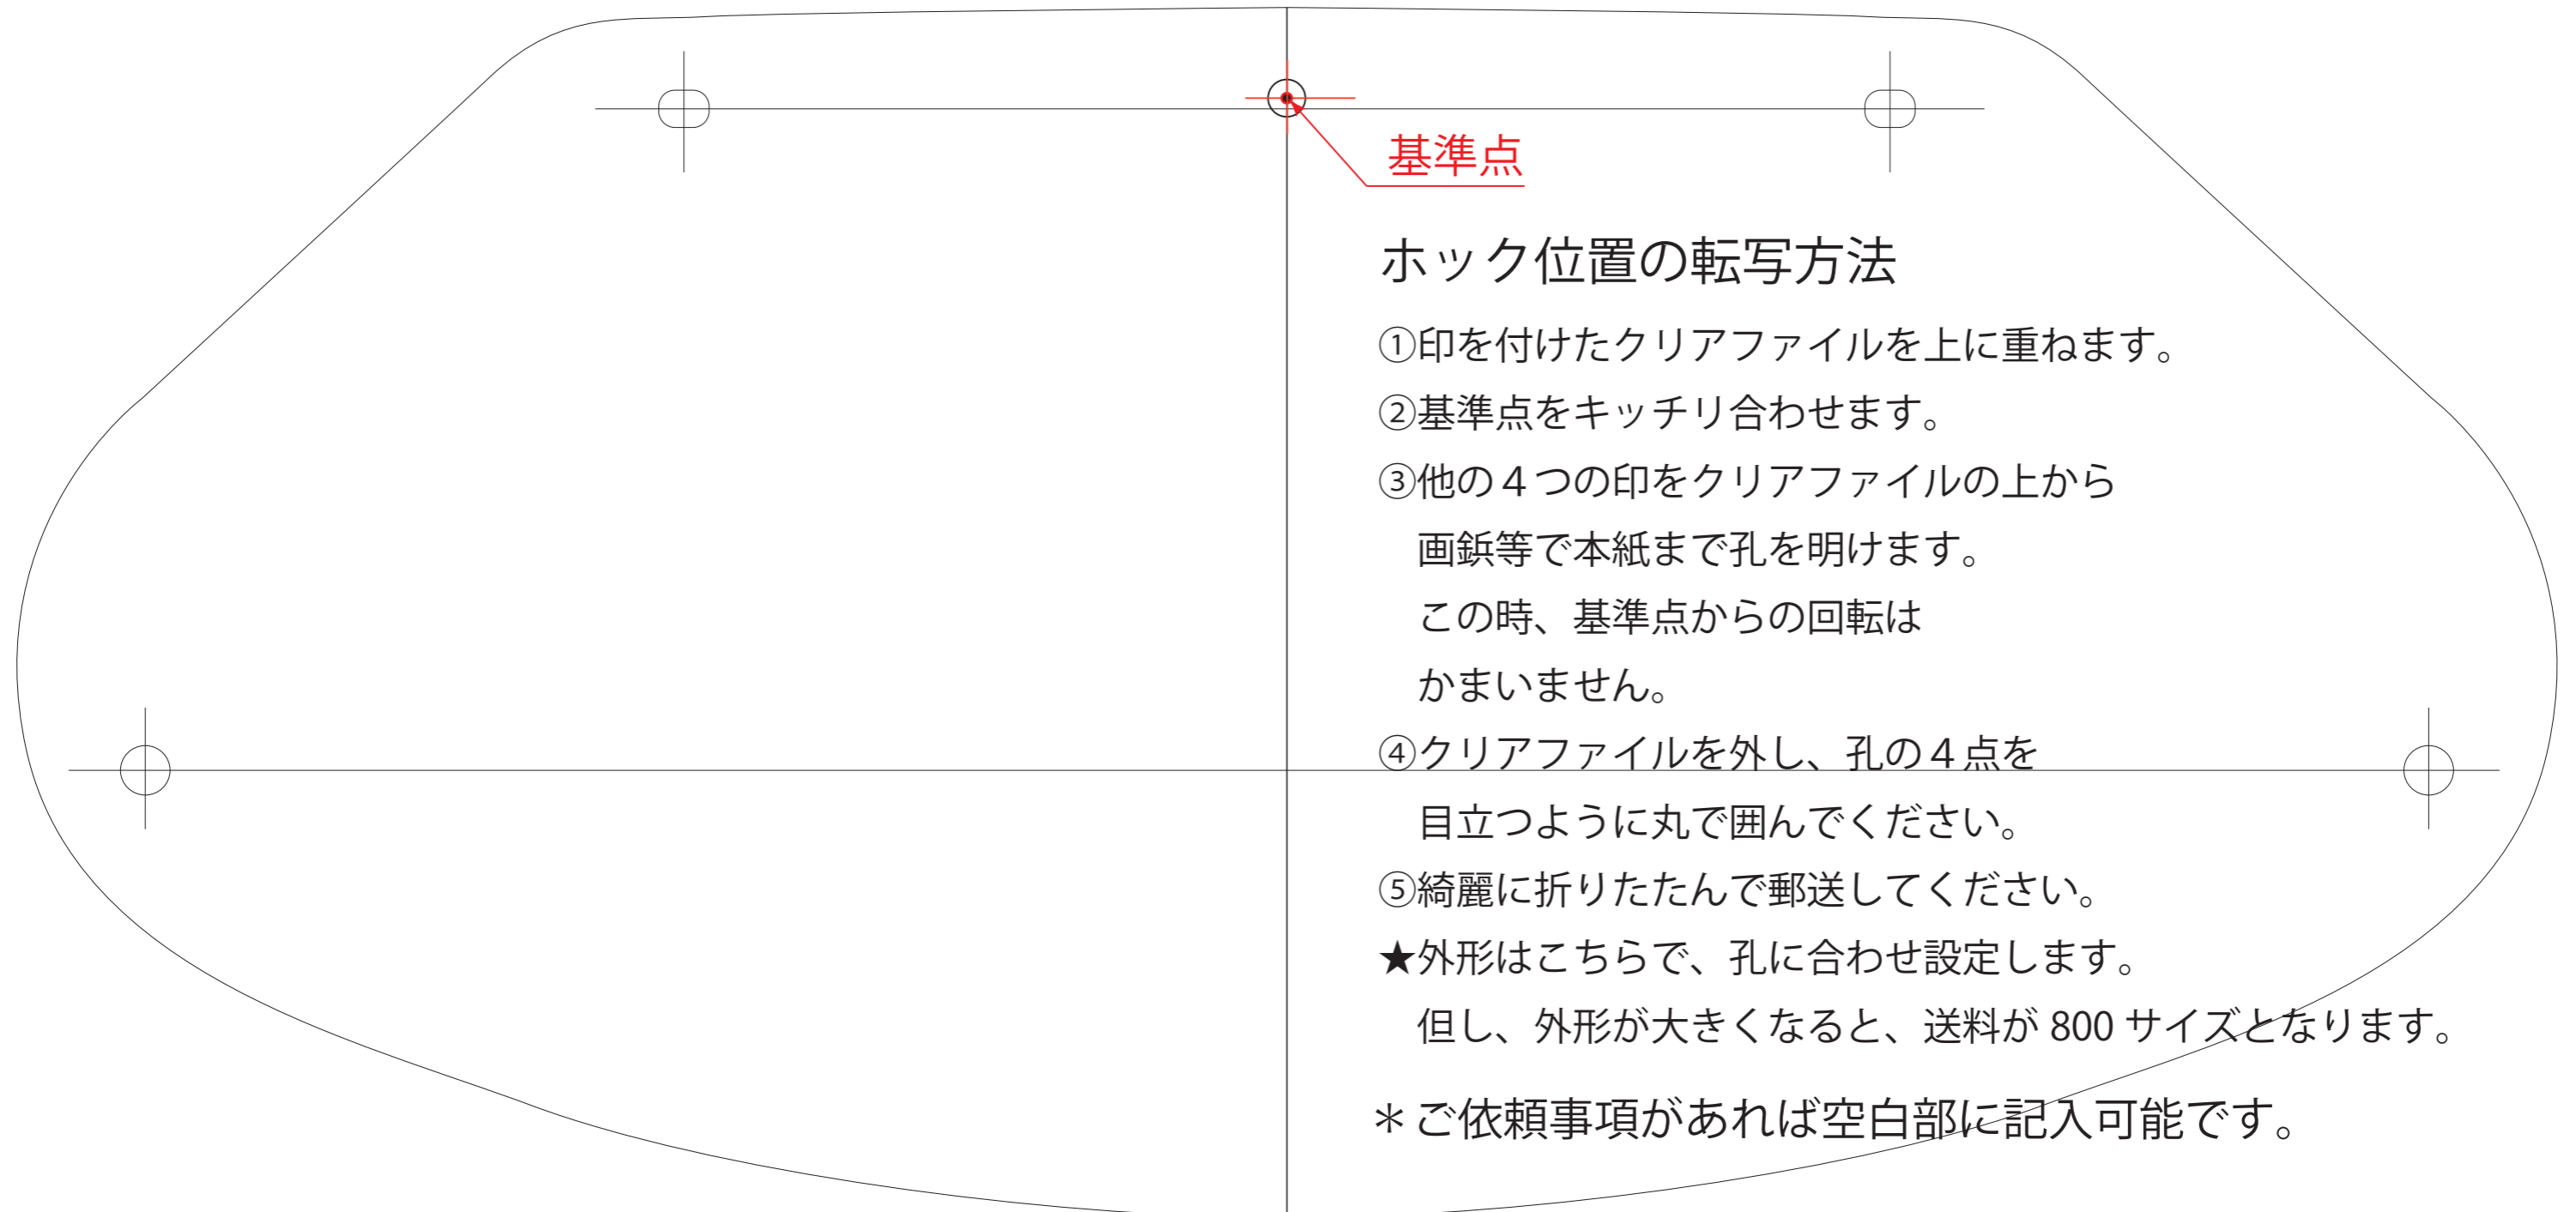 基準点
ホック位置の転写方法
①印を付けたクリアファイルを上に重ねます。
②基準点をキッチリ合わせます。
③他の４つの印をクリアファイルの上から
画鋲等で本紙まで孔を明けます。
この時、基準点からの回転は
かまいません。
④クリアファイルを外し、孔の４点を
目立つように丸で囲んでください。
⑤綺麗に折りたたんで郵送してください。
★外形はこちらで、孔に合わせ設定します。
但し、外形が大きくなると、送料が 800 サイズとなります。
＊ご依頼事項があれば空白部に記入可能です。